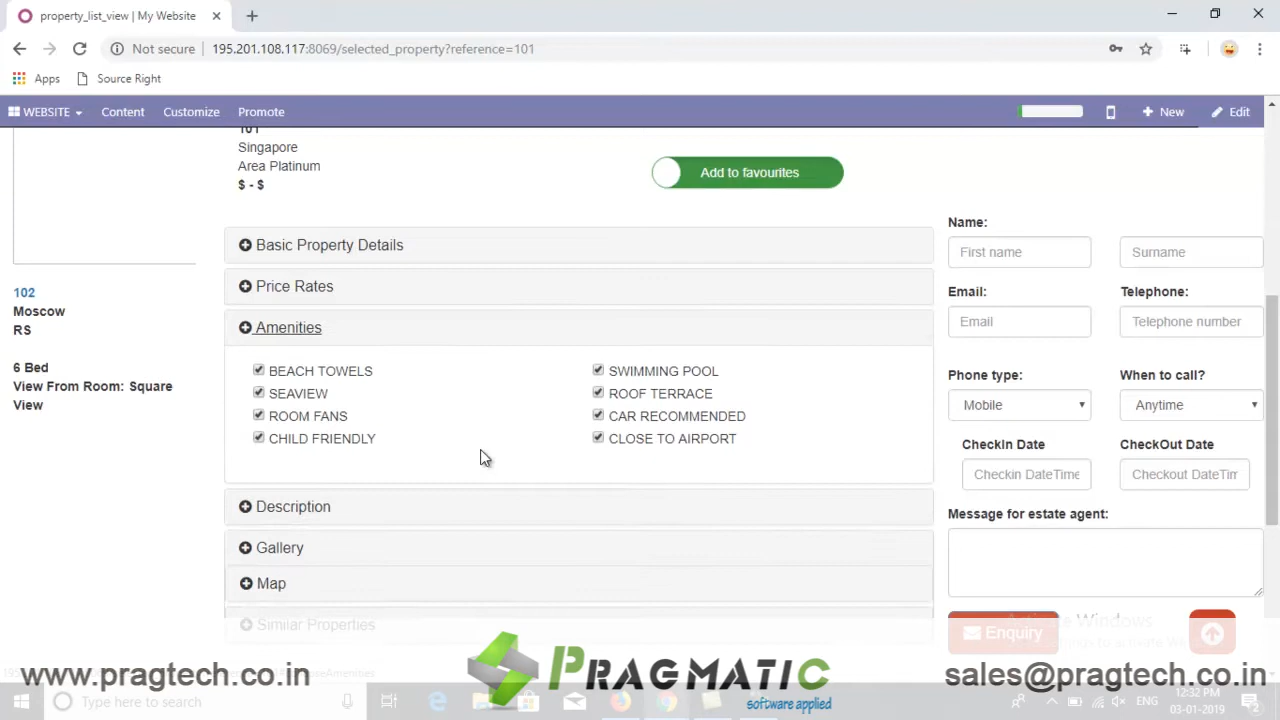 property_list_view | My Website
Not secure
195.201.108.117:8069/selected_property?reference=101
Apps
Source Right
WEBSITE
Content
Customize
Promote
New
Edit
101
Singapore
Area Platinum
$ - $
Add to favourites
102
Moscow
RS
6 Bed
View From Room: Square
View
Basic Property Details
Price Rates
Amenities
BEACH TOWELS
SWIMMING POOL
SEAVIEW
ROOF TERRACE
ROOM FANS
CAR RECOMMENDED
CHILD FRIENDLY
CLOSE TO AIRPORT
Description
Gallery
Map
Similar Properties
Name:
First name
Surname
Email:
Telephone:
Email
Telephone number
Phone type:
When to call?
Mobile
Anytime
Checkin Date
CheckOut Date
Checkin DateTime
Checkout DateTim
Message for estate agent:
Enquiry
Activate Windows
www.pragtech.co.in
PRAGMATIC
software applied
sales@pragtech.co.in
Type here to search
ENG
12:32 PM
03-01-2019
2